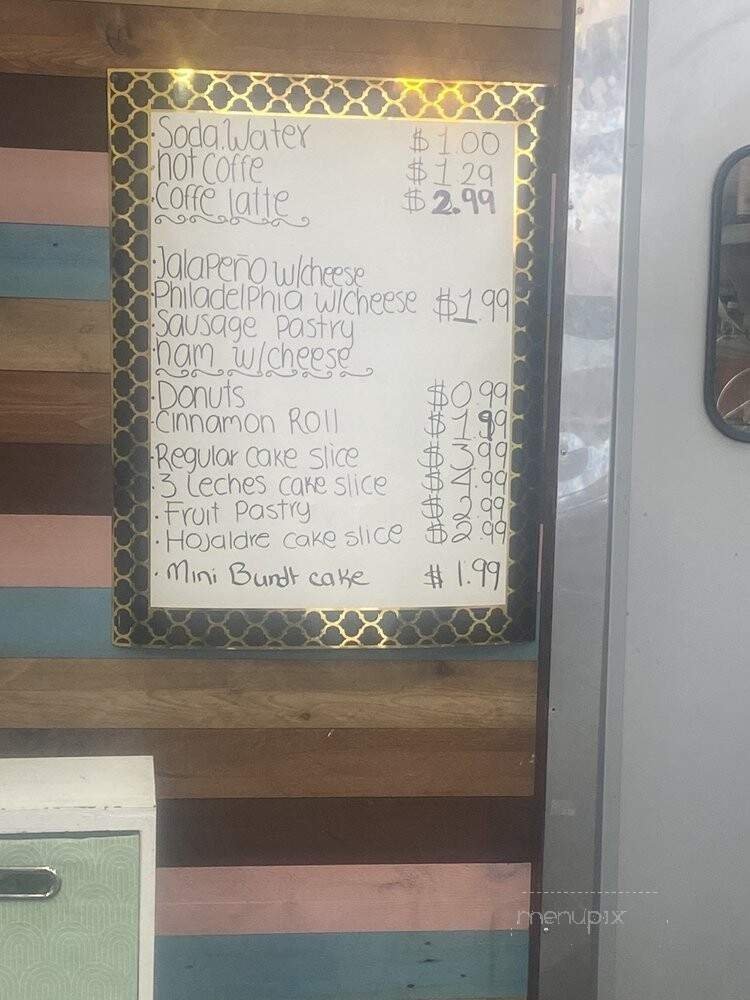 ·Soda.Water $1.00
·hot coffe $1.29
·Coffe latte $2.99
·Jalapeño w/cheese
·Philadelphia w/cheese $1.99
·Sausage Pastry
·ham w/cheese
·Donuts $0.99
·Cinnamon Roll $1.99
·Regular cake slice $3.99
·3 Leches cake slice $4.99
·Fruit Pastry $2.99
·Hojaldre cake slice $2.99
·Mini Bundt cake $1.99
menupix